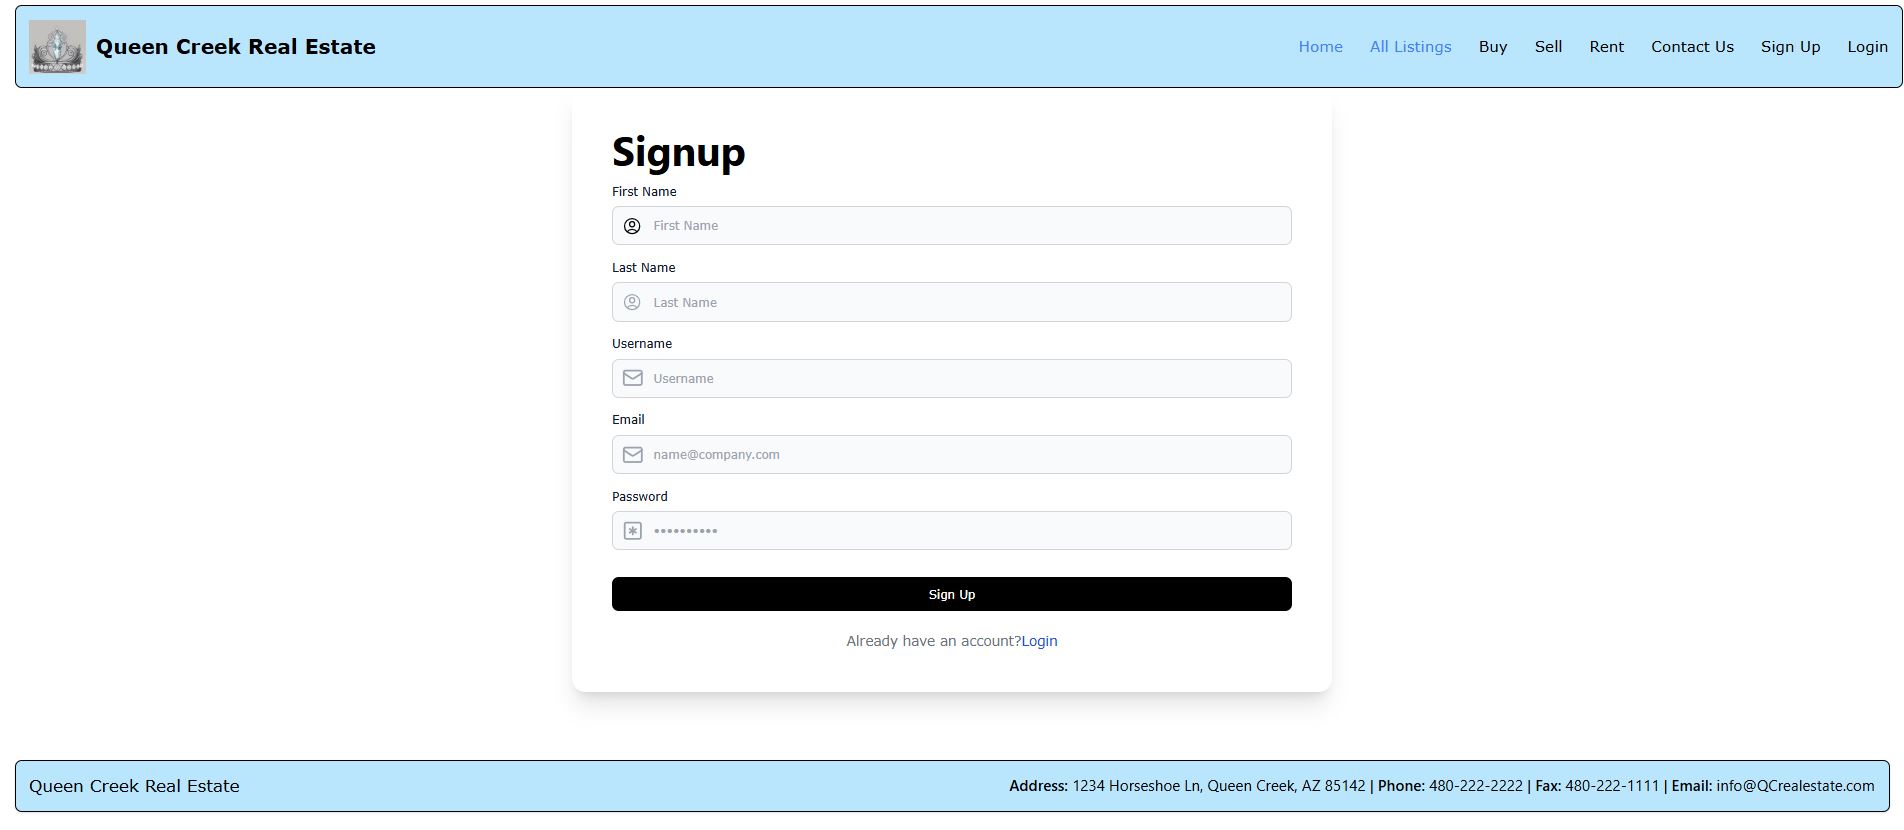 Queen Creek Real Estate
Home All Listings Buy Sell Rent Contact Us Sign Up Login
Signup
First Name
First Name
Last Name
Last Name
Username
Username
Email
name@company.com
Password
••••••••••
Sign Up
Already have an account?Login
Queen Creek Real Estate
Address: 1234 Horseshoe Ln, Queen Creek, AZ 85142 | Phone: 480-222-2222 | Fax: 480-222-1111 | Email: info@QCrealestate.com